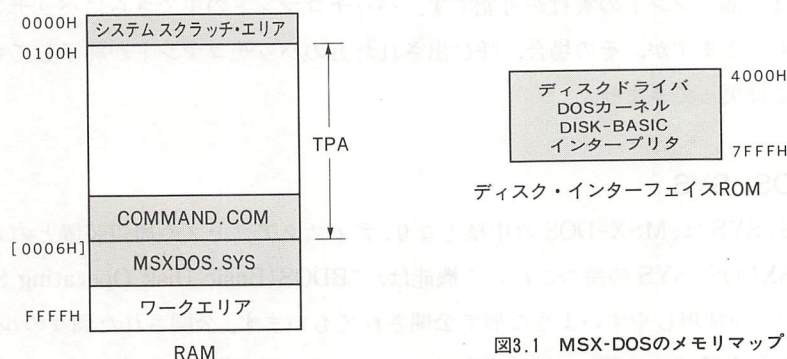 0000H
システムスクラッチ・エリア
0100H
TPA
COMMAND.COM
[0006H]
MSXDOS.SYS
ワークエリア
FFFFH
RAM
ディスクドライバ
DOSカーネル
DISK-BASIC
インタープリタ
4000H
7FFFH
ディスク・インターフェイスROM
図3.1 MSX-DOSのメモリマップ